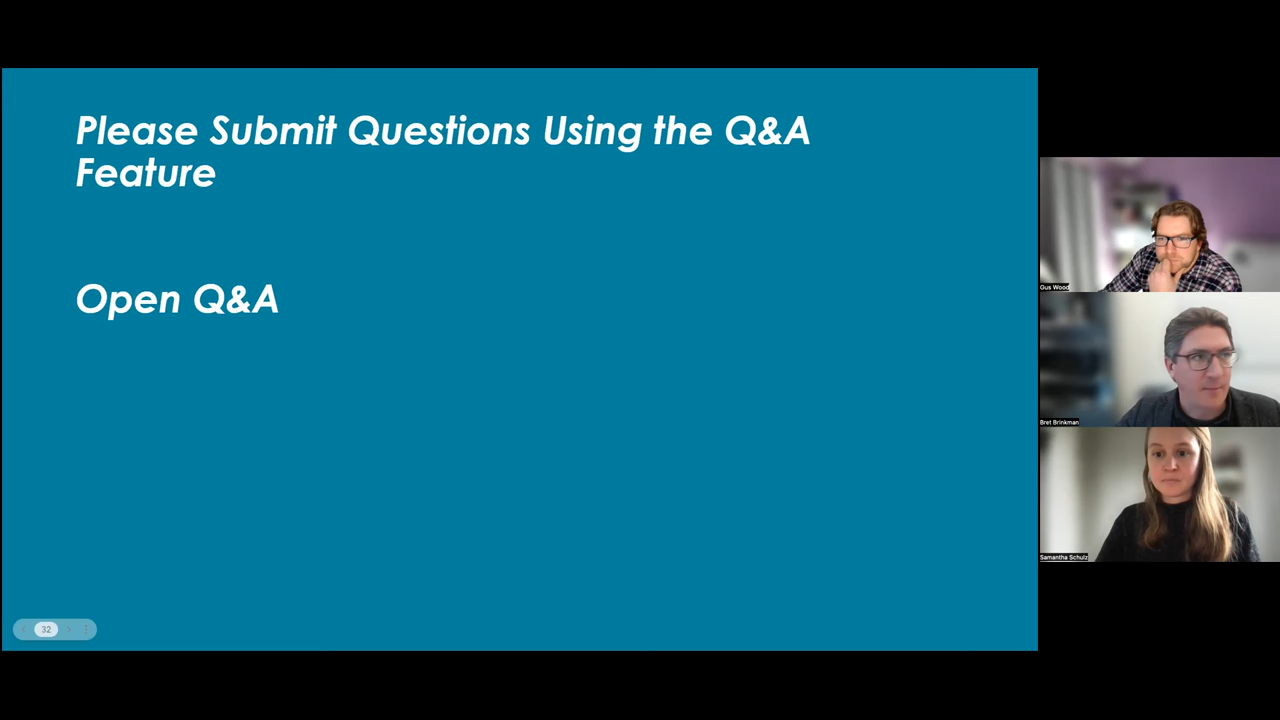 Please Submit Questions Using the Q&A
Feature
Open Q&A
32
Gus Wood
Bret Brinkman
Samantha Schulz